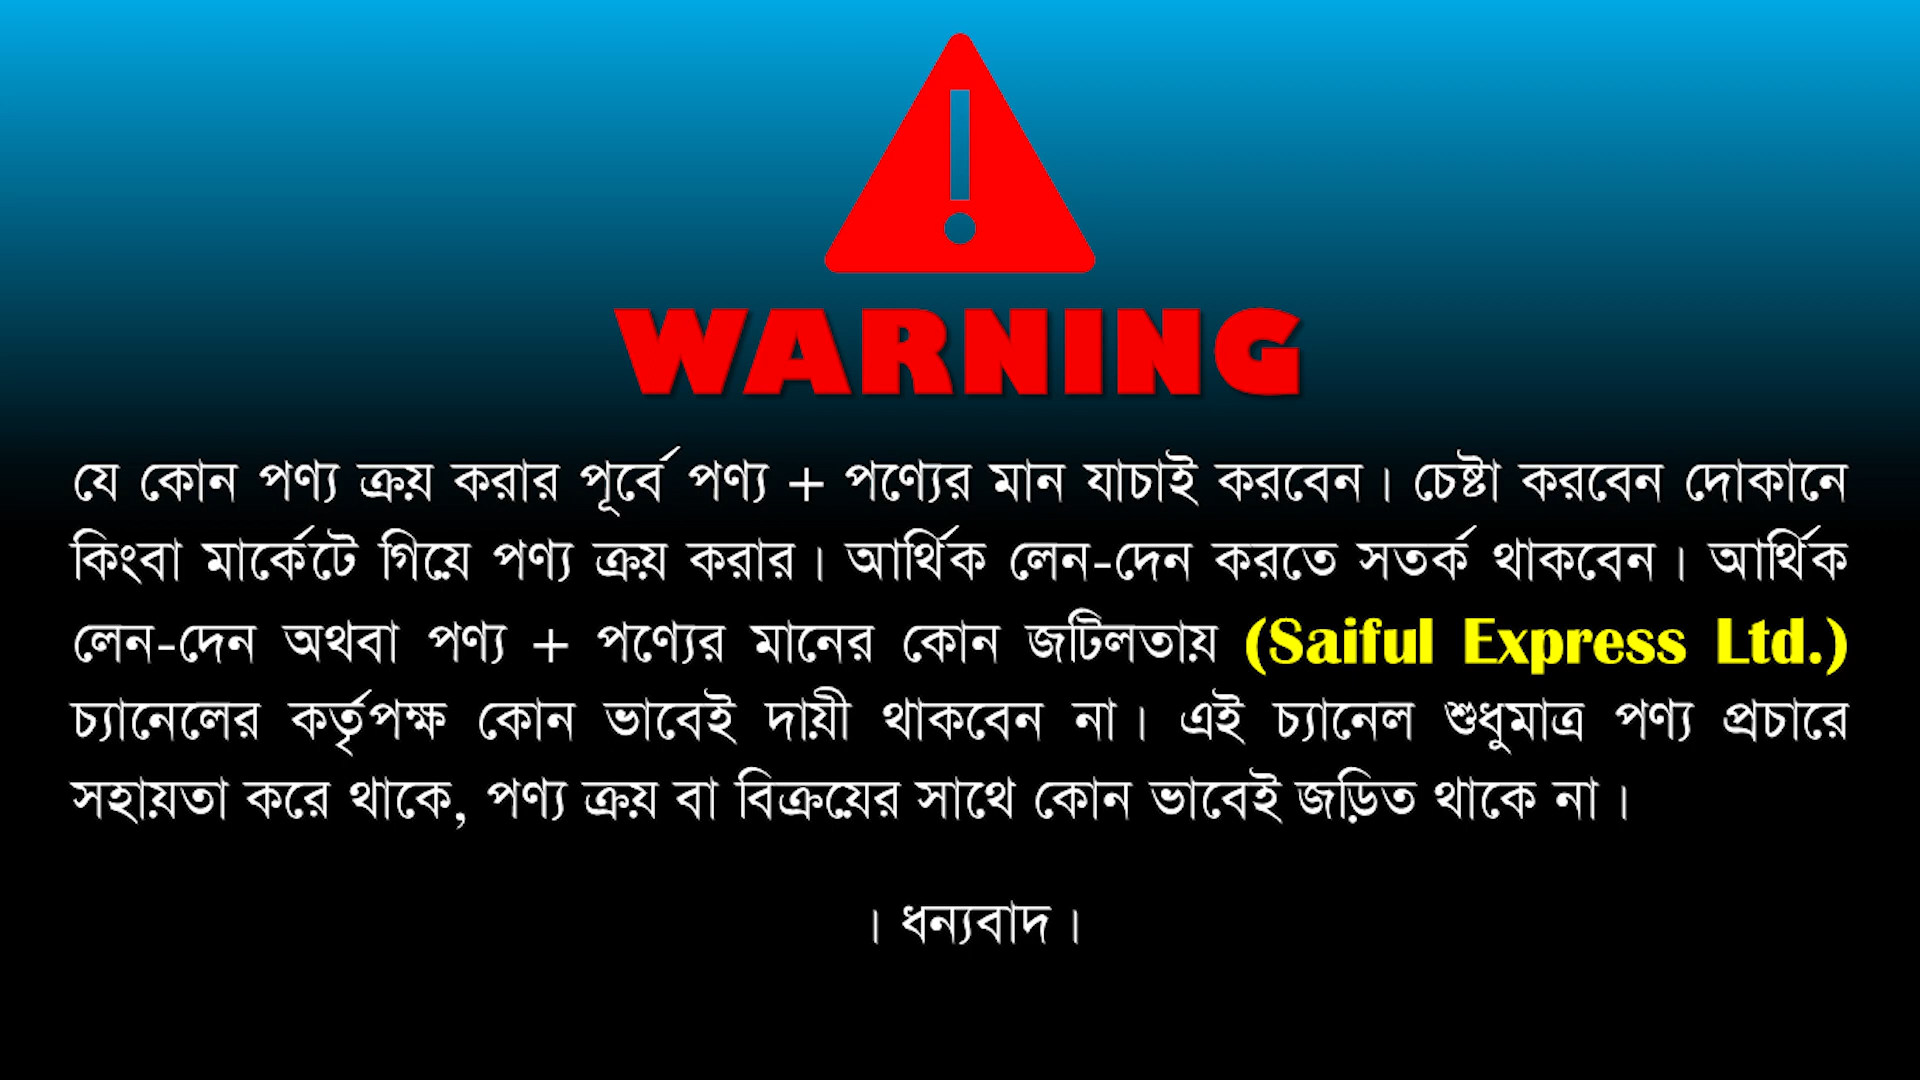 WARNING
যে কোন পণ্য ক্রয় করার পূর্বে পণ্য + পণ্যের মান যাচাই করবেন। চেষ্টা করবেন দোকানে
কিংবা মার্কেটে গিয়ে পণ্য ক্রয় করার। আর্থিক লেন-দেন করতে সতর্ক থাকবেন। আর্থিক
লেন-দেন অথবা পণ্য + পণ্যের মানের কোন জটিলতায় (Saiful Express Ltd.)
চ্যানেলের কর্তৃপক্ষ কোন ভাবেই দায়ী থাকবেন না। এই চ্যানেল শুধুমাত্র পণ্য প্রচারে
সহায়তা করে থাকে, পণ্য ক্রয় বা বিক্রয়ের সাথে কোন ভাবেই জড়িত থাকে না।
। ধন্যবাদ।